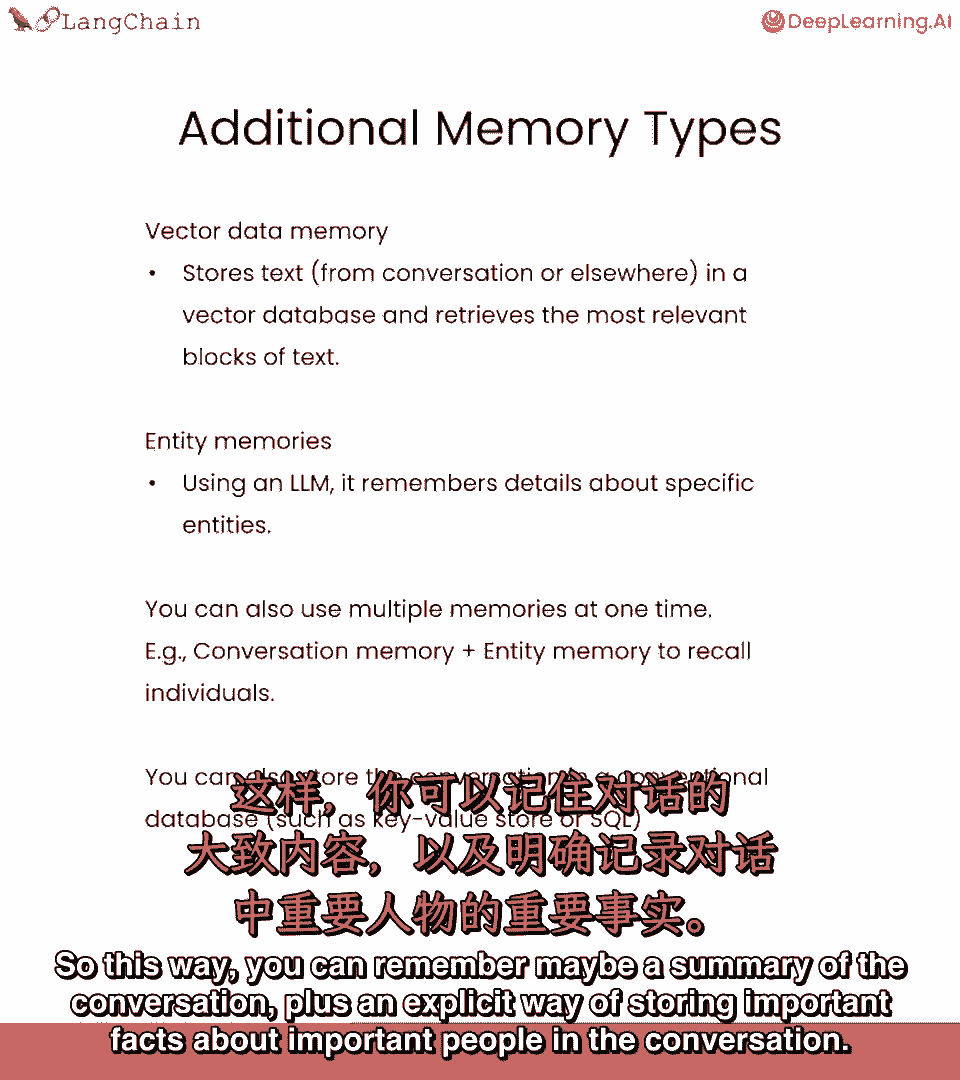 LangChain
DeepLearning.AI
Additional Memory Types
Vector data memory
• Stores text (from conversation or elsewhere) in a
vector database and retrieves the most relevant
blocks of text.
Entity memories
• Using an LLM, it remembers details about specific
entities.
You can also use multiple memories at one time.
E.g., Conversation memory + Entity memory to recall
individuals.
You can also store the conversation in a conventional
database (such as key-value store or SQL)
这样，你可以记住对话的
大致内容，以及明确记录对话
中重要人物的重要事实。
So this way, you can remember maybe a summary of the
conversation, plus an explicit way of storing important
facts about important people in the conversation.